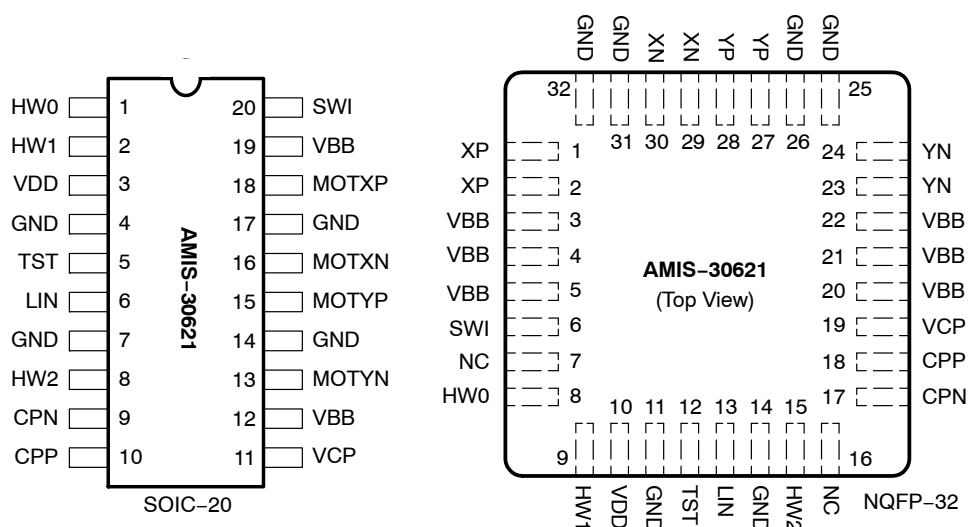 HW0 1 20 SWI
HW1 2 19 VBB
VDD 3 18 MOTXP
GND 4 17 GND
TST 5 16 MOTXN
LIN 6 15 MOTYP
GND 7 14 GND
HW2 8 13 MOTYN
CPN 9 12 VBB
CPP 10 11 VCP
AMIS−30621
SOIC−20
GND GND XN XN YP YP GND GND
32 31 30 29 28 27 26 25
XP 1 24 YN
XP 2 23 YN
VBB 3 22 VBB
VBB 4 21 VBB
VBB 5 20 VBB
SWI 6 19 VCP
NC 7 18 CPP
HW0 8 17 CPN
AMIS−30621
(Top View)
9 10 11 12 13 14 15 16
HW1 VDD GND TST LIN GND HW2 NC
NQFP−32